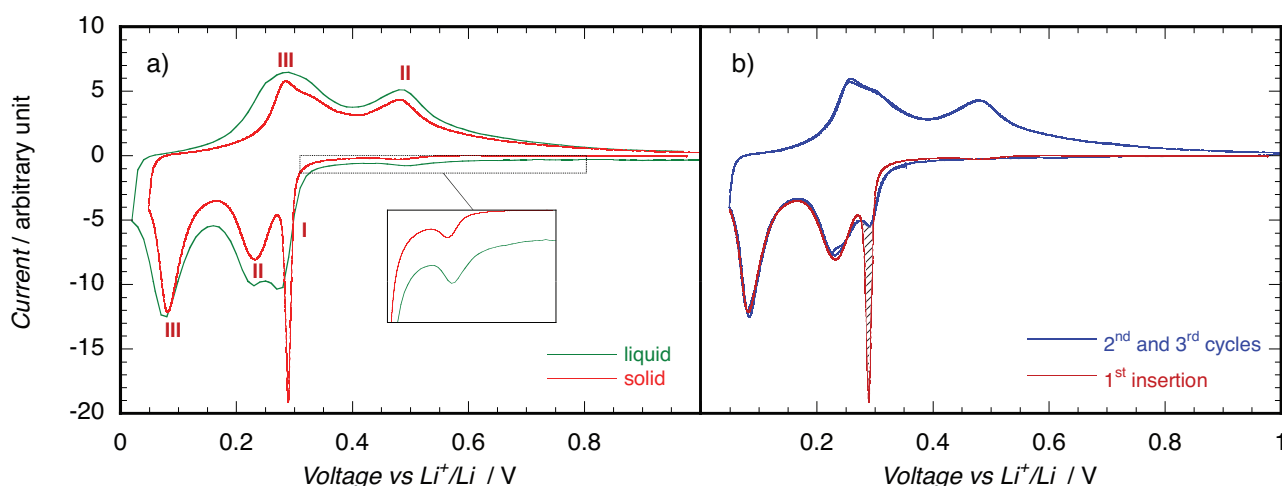 a)
b)
III
II
I
II
III
liquid
solid
2nd and 3rd cycles
1st insertion
Current / arbitrary unit
10
5
0
-5
-10
-15
-20
0
0.2
0.4
0.6
0.8
0.2
0.4
0.6
0.8
1
Voltage vs Li+/Li / V
Voltage vs Li+/Li / V